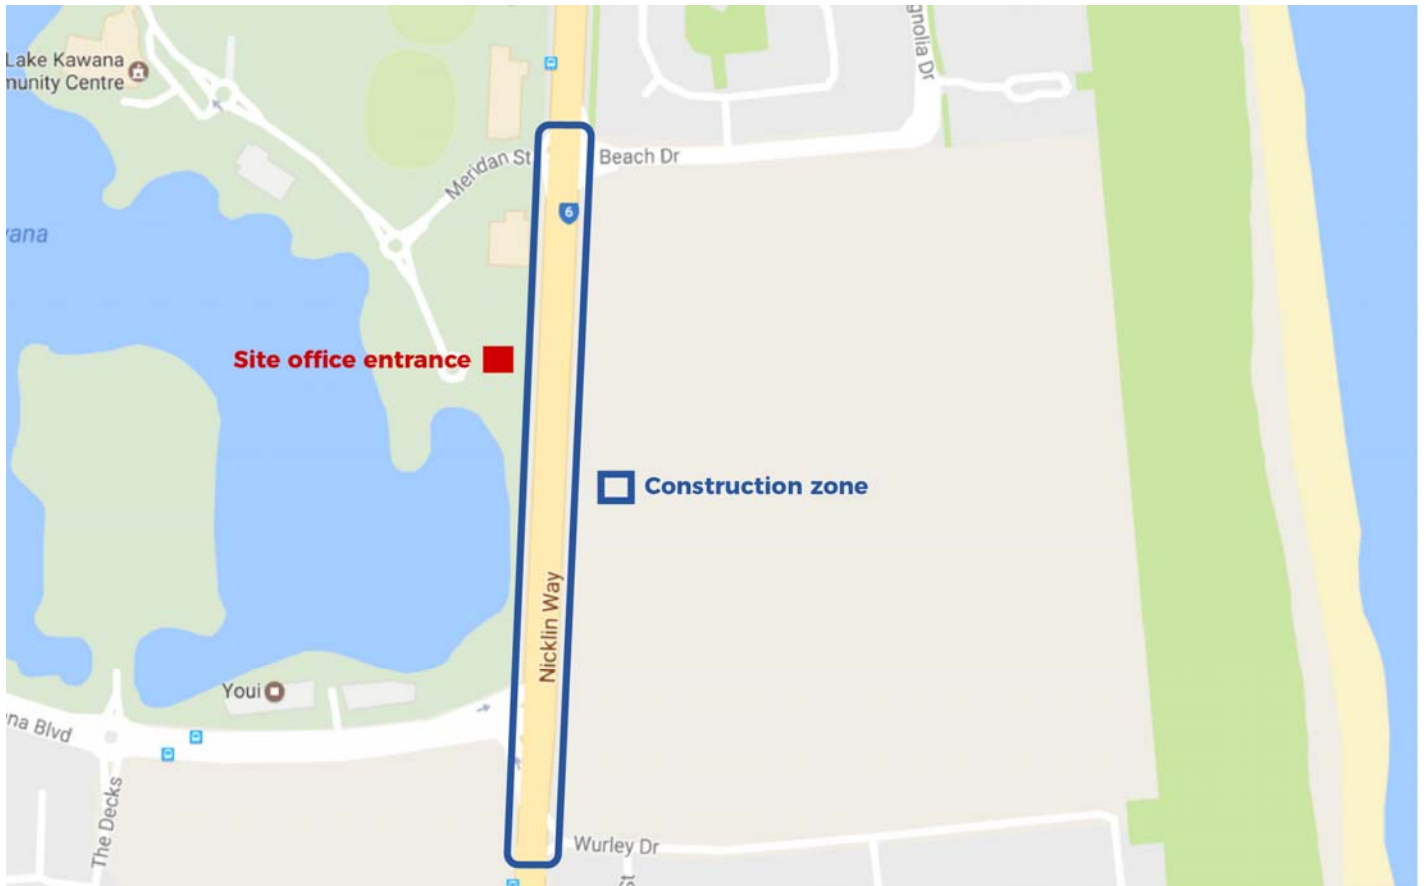 Lake Kawana
munity Centre
gnolia Dr
Meridan St
Beach Dr
6
ana
Site office entrance
Construction zone
Nicklin Way
Youi
na Blvd
The Decks
Wurley Dr
St